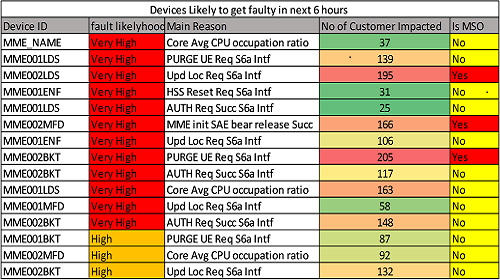 Devices Likely to get faulty in next 6 hours
Device ID fault likelyhood Main Reason No of Customer Impacted Is MSO
MME_NAME Very High Core Avg CPU occupation ratio 37 No
MME001LDS Very High PURGE UE Req S6a Intf 139 No
MME002LDS Very High Upd Loc Req S6a Intf 195 Yes
MME001ENF Very High HSS Reset Req S6a Intf 31 No
MME001LDS Very High AUTH Req Succ S6a Intf 25 No
MME002MFD Very High MME init SAE bear release Succ 166 Yes
MME001ENF Very High Upd Loc Req S6a Intf 106 No
MME002BKT Very High PURGE UE Req S6a Intf 205 Yes
MME002BKT Very High AUTH Req Succ S6a Intf 117 No
MME001LDS Very High Core Avg CPU occupation ratio 163 No
MME001MFD Very High Upd Loc Req S6a Intf 58 No
MME002BKT Very High AUTH Req Succ S6a Intf 148 No
MME001BKT High PURGE UE Req S6a Intf 87 No
MME002MFD High Core Avg CPU occupation ratio 92 No
MME002BKT High Upd Loc Req S6a Intf 132 No